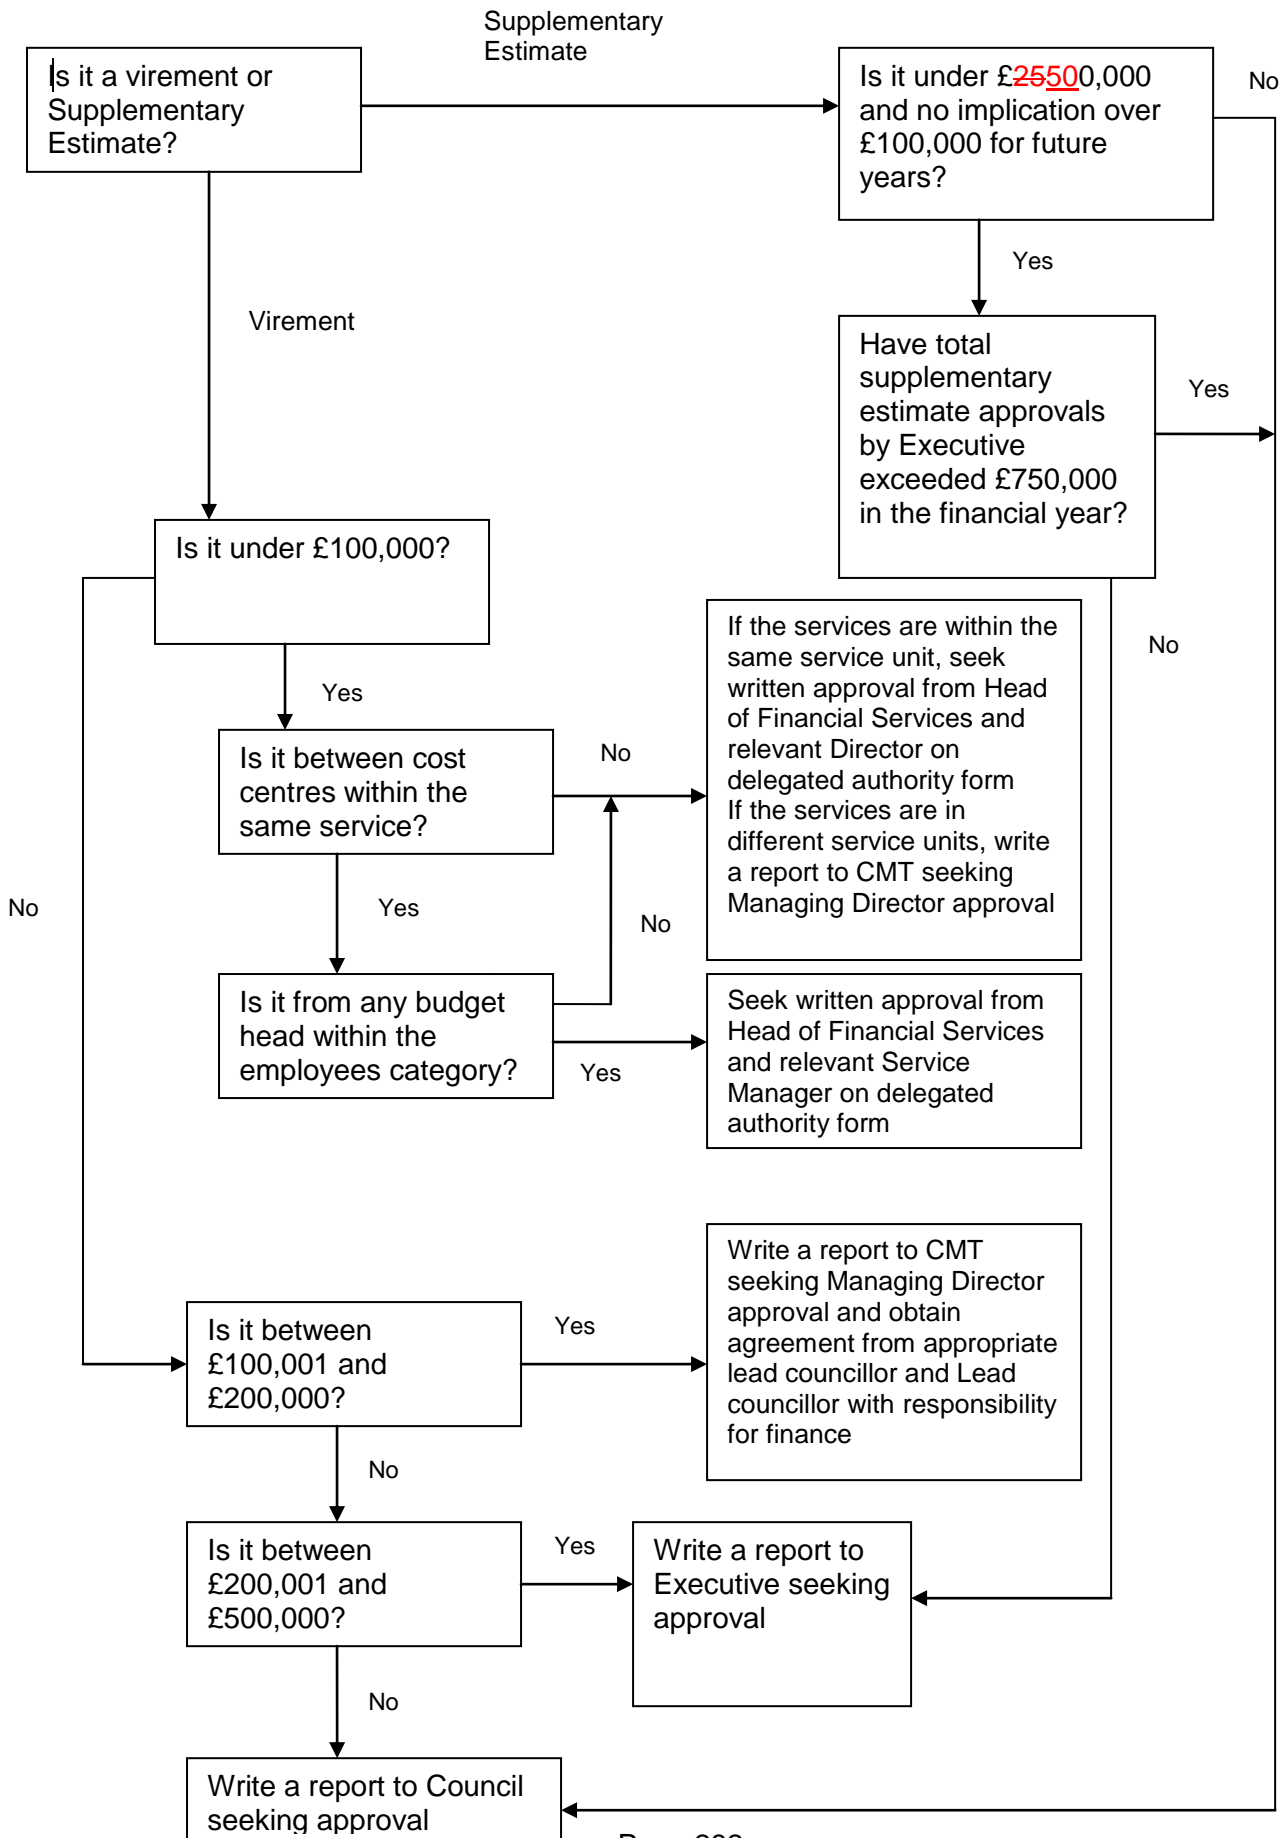 Supplementary
Estimate
Is it a virement or
Supplementary
Estimate?
Is it under £25500,000
and no implication over
£100,000 for future
years?
No
Yes
Virement
Have total
supplementary
estimate approvals
by Executive
exceeded £750,000
in the financial year?
Yes
Is it under £100,000?
If the services are within the
same service unit, seek
written approval from Head
of Financial Services and
relevant Director on
delegated authority form
If the services are in
different service units, write
a report to CMT seeking
Managing Director approval
No
Yes
Is it between cost
centres within the
same service?
No
No
Yes
No
Is it from any budget
head within the
employees category?
Yes
Seek written approval from
Head of Financial Services
and relevant Service
Manager on delegated
authority form
Write a report to CMT
seeking Managing Director
approval and obtain
agreement from appropriate
lead councillor and Lead
councillor with responsibility
for finance
Is it between
£100,001 and
£200,000?
Yes
No
Is it between
£200,001 and
£500,000?
Yes
Write a report to
Executive seeking
approval
No
Write a report to Council
seeking approval